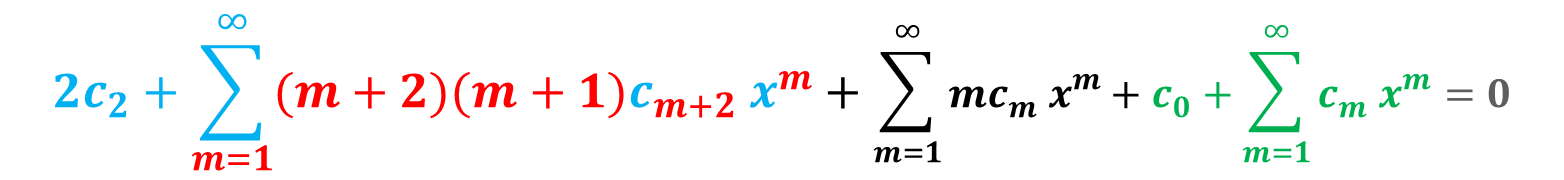 2c₂ + ∑_{m=1}^{∞} (m + 2)(m + 1)c_{m+2} x^m + ∑_{m=1}^{∞} mc_m x^m + c₀ + ∑_{m=1}^{∞} c_m x^m = 0